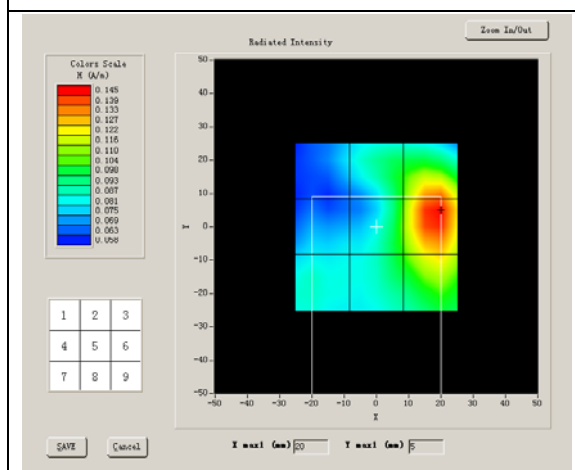 Zoom In/Out
Radiated Intensity
Colors Scale
H (A/m)
0.145
0.139
0.133
0.127
0.122
0.116
0.110
0.104
0.098
0.093
0.087
0.081
0.075
0.069
0.063
0.058
50
40
30
20
10
0
-10
-20
-30
-40
-50
Y
-50 -40 -30 -20 -10 0 10 20 30 40 50
X
1 2 3
4 5 6
7 8 9
SAVE Cancel
X max1 (mm) 20 Y max1 (mm) 5